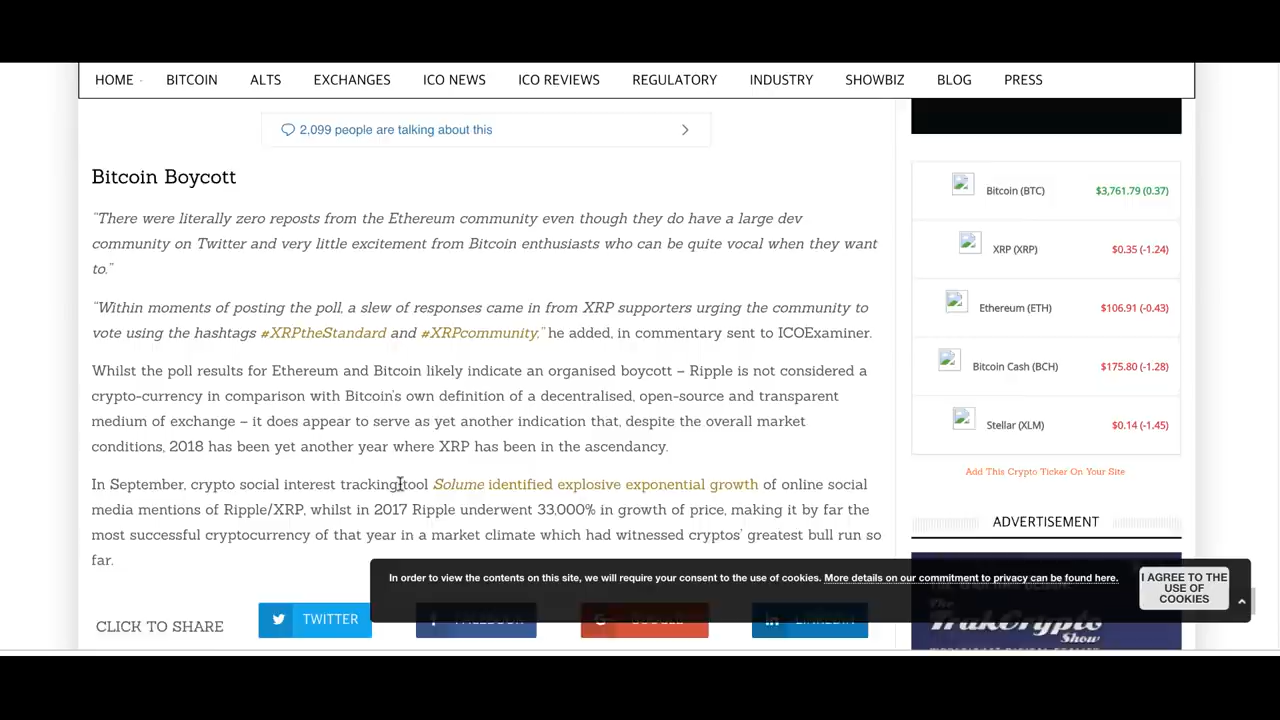 HOME BITCOIN ALTS EXCHANGES ICO NEWS ICO REVIEWS REGULATORY INDUSTRY SHOWBIZ BLOG PRESS
2,099 people are talking about this
Bitcoin Boycott
"There were literally zero reposts from the Ethereum community even though they do have a large dev
community on Twitter and very little excitement from Bitcoin enthusiasts who can be quite vocal when they want
to."
"Within moments of posting the poll, a slew of responses came in from XRP supporters urging the community to
vote using the hashtags #XRPtheStandard and #XRPcommunity," he added, in commentary sent to ICOExaminer.
Whilst the poll results for Ethereum and Bitcoin likely indicate an organised boycott – Ripple is not considered a
crypto-currency in comparison with Bitcoin's own definition of a decentralised, open-source and transparent
medium of exchange – it does appear to serve as yet another indication that, despite the overall market
conditions, 2018 has been yet another year where XRP has been in the ascendancy.
In September, crypto social interest tracking tool Solume identified explosive exponential growth of online social
media mentions of Ripple/XRP, whilst in 2017 Ripple underwent 33,000% in growth of price, making it by far the
most successful cryptocurrency of that year in a market climate which had witnessed cryptos' greatest bull run so
far.
CLICK TO SHARE
TWITTER
FACEBOOK
GOOGLE
LINKEDIN
Bitcoin (BTC) $3,761.79 (0.37)
XRP (XRP) $0.35 (-1.24)
Ethereum (ETH) $106.91 (-0.43)
Bitcoin Cash (BCH) $175.80 (-1.28)
Stellar (XLM) $0.14 (-1.45)
Add This Crypto Ticker On Your Site
ADVERTISEMENT
In order to view the contents on this site, we will require your consent to the use of cookies. More details on our commitment to privacy can be found here.
I AGREE TO THE
USE OF
COOKIES
The
TrakCrypto
Show